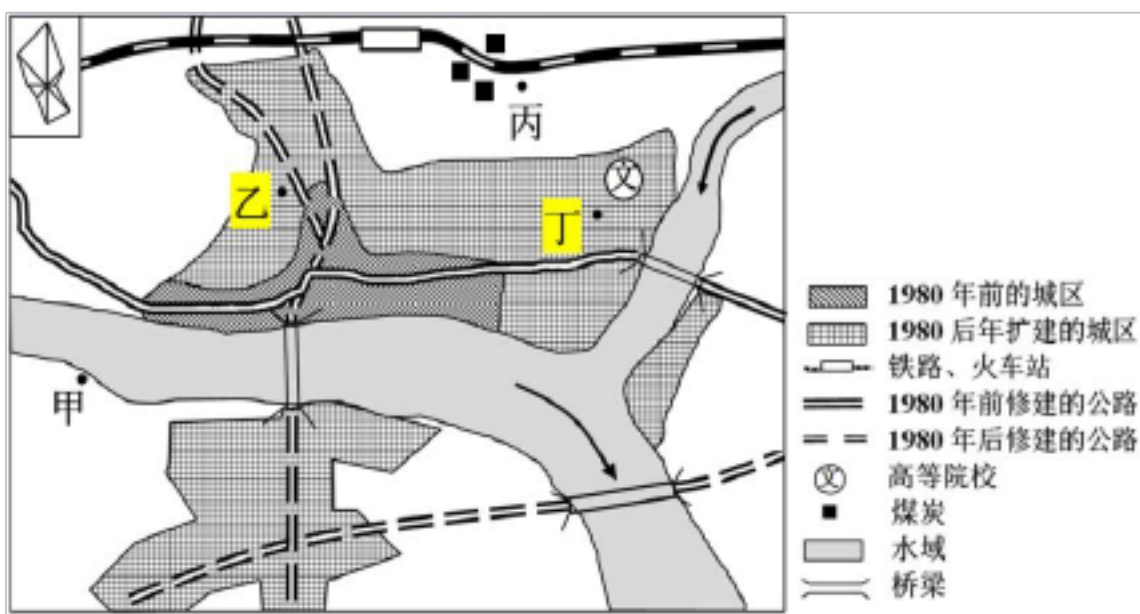 丙
乙
文
丁
甲
1980 年前的城区
1980 后年扩建的城区
铁路、火车站
1980 年前修建的公路
1980 年后修建的公路
文 高等院校
煤炭
水域
桥梁